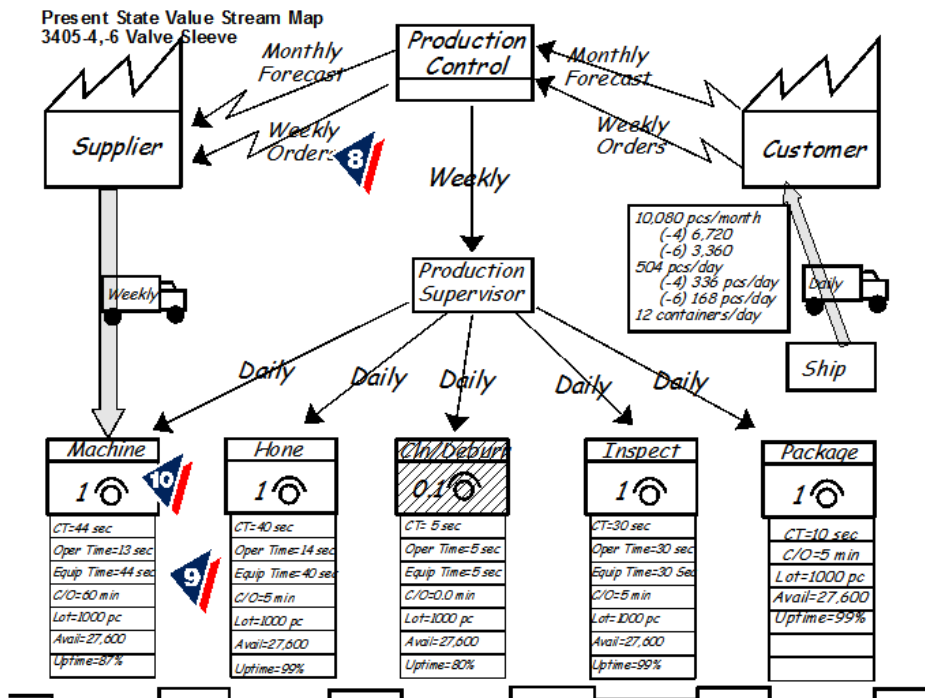 Present State Value Stream Map
3405-4,-6 Valve Sleeve
Production
Control
Monthly
Forecast
Monthly
Forecast
Supplier
Weekly
Orders
8
Weekly
Weekly
Orders
Customer
10,080 pcs/month
(-4) 6,720
(-6) 3,360
504 pcs/day
(-4) 336 pcs/day
(-6) 168 pcs/day
12 containers/day
Weekly
Production
Supervisor
Daily
Ship
Daily
Daily
Daily
Daily
Daily
Machine
1
10
CT=44 sec
Oper Time=13 sec
Equip Time=44 sec
9
C/O=60 min
Lot=1000 pc
Avail=27,600
Uptime=87%
Hone
1
CT=40 sec
Oper Time=14 sec
Equip Time=40 sec
C/O=5 min
Lot=1000 pc
Avail=27,600
Uptime=99%
Cln/Deburr
0.1
CT= 5 sec
Oper Time=5 sec
Equip Time=5 sec
C/O=0.0 min
Lot=1000 pc
Avail=27,600
Uptime=80%
Inspect
1
CT=30 sec
Oper Time=30 sec
Equip Time=30 Sec
C/O=5 min
Lot=1000 pc
Avail=27,600
Uptime=99%
Package
1
CT=10 sec
C/O=5 min
Lot=1000 pc
Avail=27,600
Uptime=99%